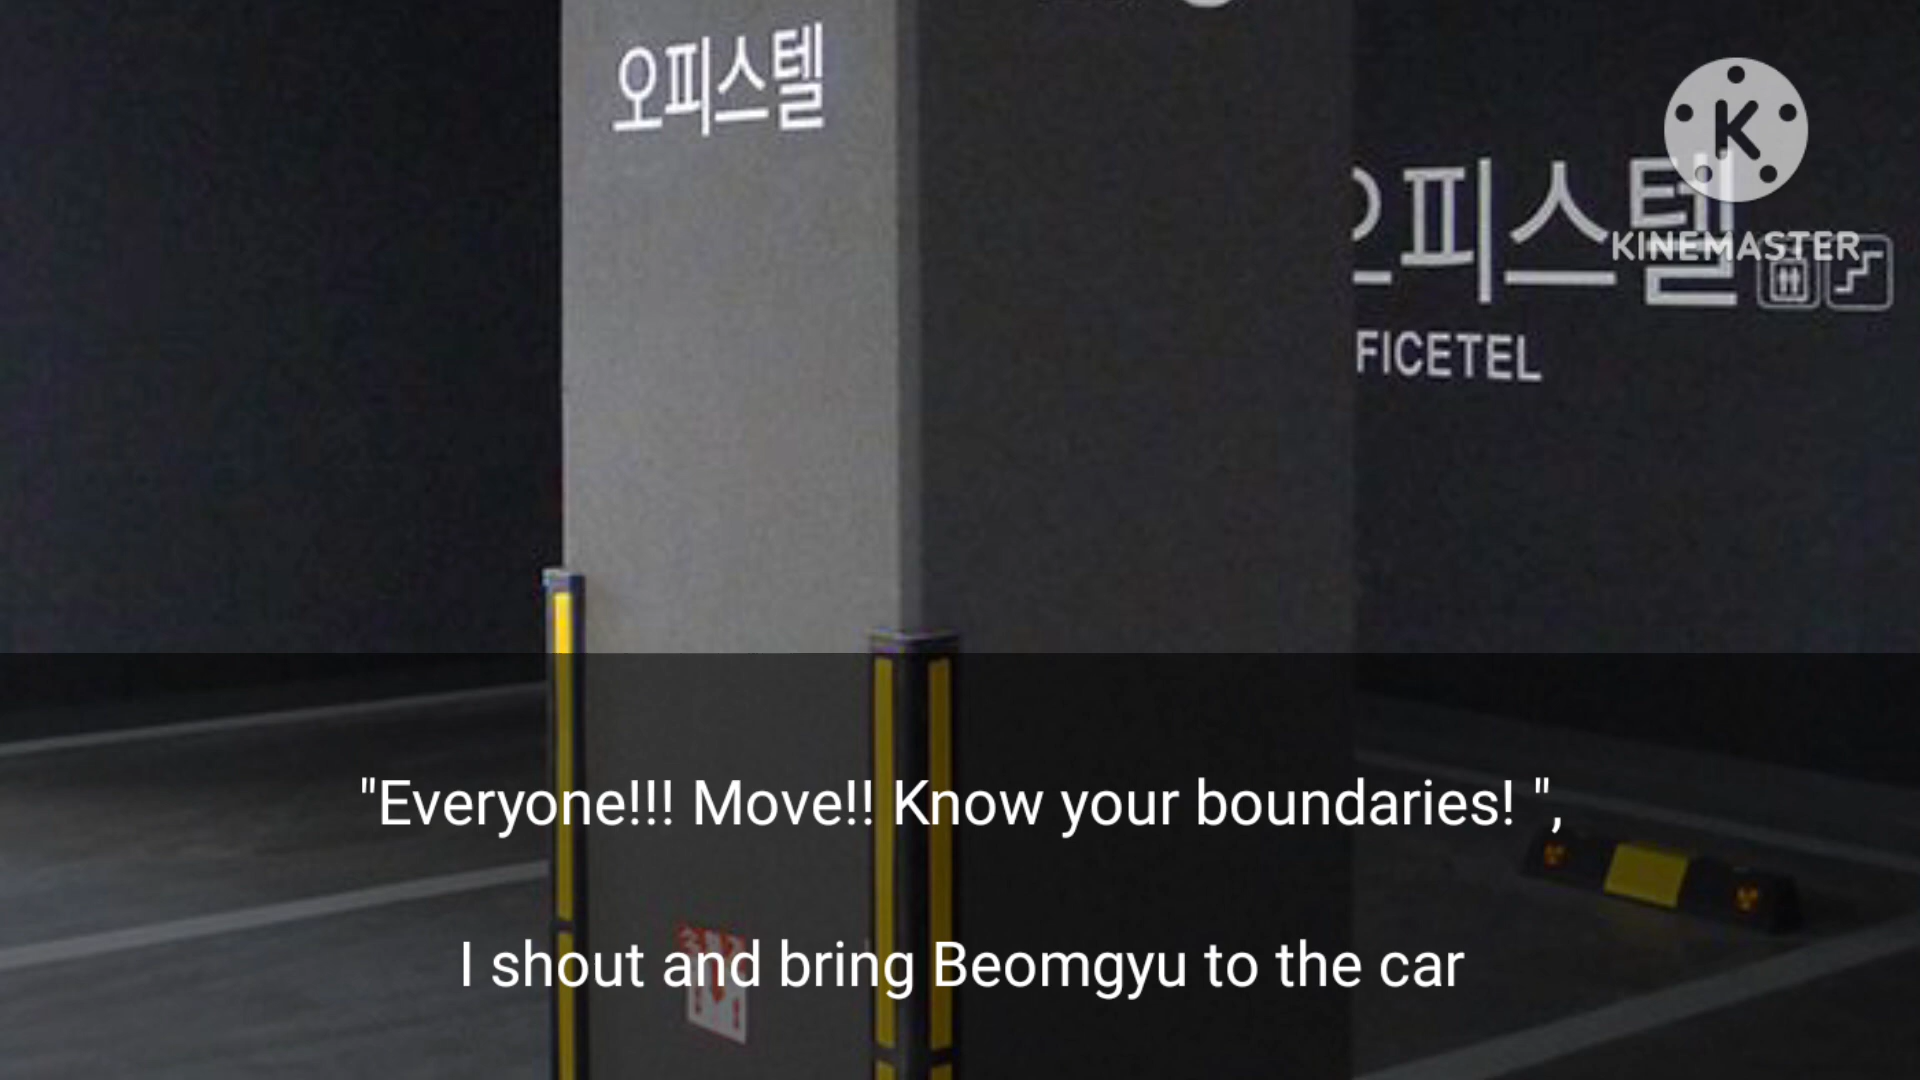 오피스텔
오피스텔
FICETEL
K
KINEMASTER
"Everyone!!! Move!! Know your boundaries! ",
I shout and bring Beomgyu to the car